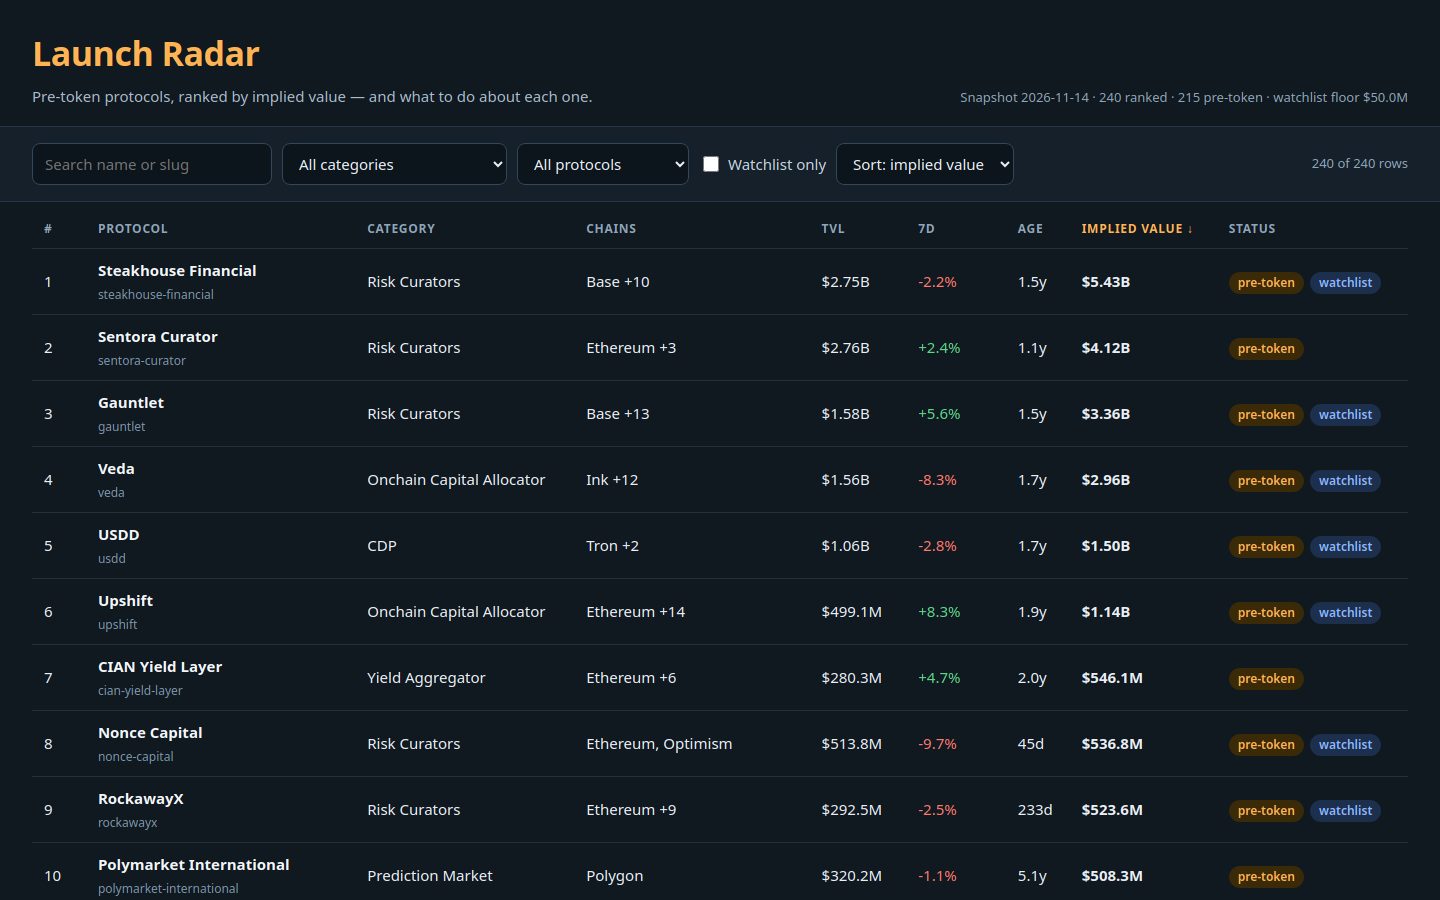 Launch Radar
Pre-token protocols, ranked by implied value — and what to do about each one.
Snapshot 2026-11-14 · 240 ranked · 215 pre-token · watchlist floor $50.0M
Search name or slug
All categories
All protocols
Watchlist only
Sort: implied value
240 of 240 rows
# PROTOCOL CATEGORY CHAINS TVL 7D AGE IMPLIED VALUE ↓ STATUS
1 Steakhouse Financial Risk Curators Base +10 $2.75B -2.2% 1.5y $5.43B pre-token watchlist
steakhouse-financial
2 Sentora Curator Risk Curators Ethereum +3 $2.76B +2.4% 1.1y $4.12B pre-token
sentora-curator
3 Gauntlet Risk Curators Base +13 $1.58B +5.6% 1.5y $3.36B pre-token watchlist
gauntlet
4 Veda Onchain Capital Allocator Ink +12 $1.56B -8.3% 1.7y $2.96B pre-token watchlist
veda
5 USDD CDP Tron +2 $1.06B -2.8% 1.7y $1.50B pre-token watchlist
usdd
6 Upshift Onchain Capital Allocator Ethereum +14 $499.1M +8.3% 1.9y $1.14B pre-token watchlist
upshift
7 CIAN Yield Layer Yield Aggregator Ethereum +6 $280.3M +4.7% 2.0y $546.1M pre-token
cian-yield-layer
8 Nonce Capital Risk Curators Ethereum, Optimism $513.8M -9.7% 45d $536.8M pre-token watchlist
nonce-capital
9 RockawayX Risk Curators Ethereum +9 $292.5M -2.5% 233d $523.6M pre-token watchlist
rockawayx
10 Polymarket International Prediction Market Polygon $320.2M -1.1% 5.1y $508.3M pre-token
polymarket-international